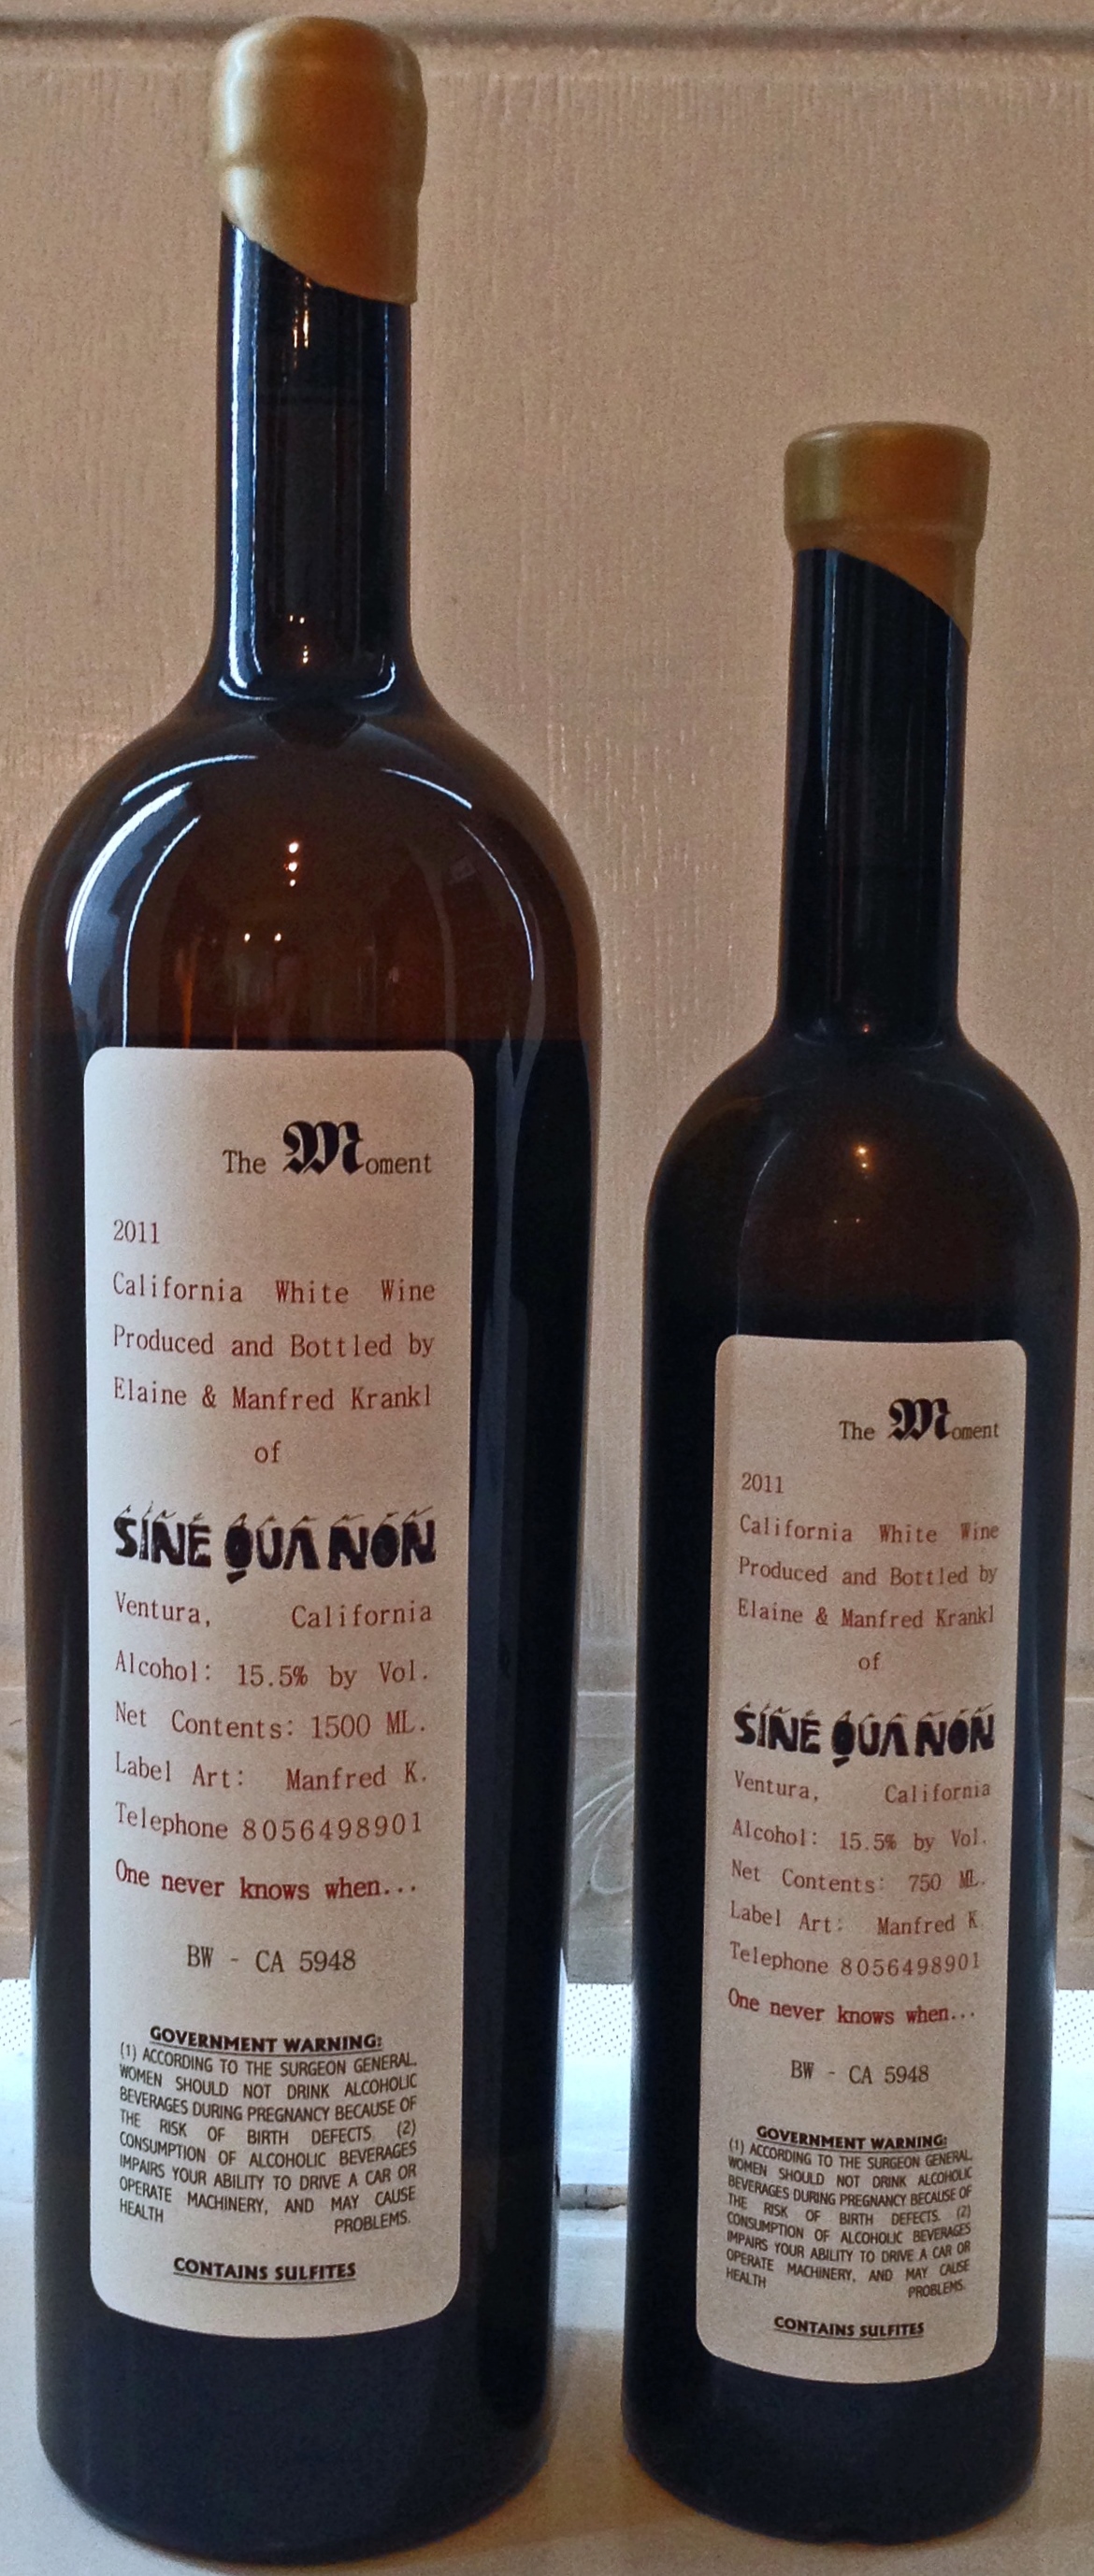 The Moment
2011
California White Wine
Produced and Bottled by
Elaine & Manfred Krankl
of
SINE QUA NON
Ventura, California
Alcohol: 15.5% by Vol.
Net Contents: 1500 ML.
Label Art: Manfred K.
Telephone 8056498901
One never knows when...
BW - CA 5948
GOVERNMENT WARNING:
(1) ACCORDING TO THE SURGEON GENERAL,
WOMEN SHOULD NOT DRINK ALCOHOLIC
BEVERAGES DURING PREGNANCY BECAUSE OF
THE RISK OF BIRTH DEFECTS. (2)
CONSUMPTION OF ALCOHOLIC BEVERAGES
IMPAIRS YOUR ABILITY TO DRIVE A CAR OR
OPERATE MACHINERY, AND MAY CAUSE
HEALTH PROBLEMS.
CONTAINS SULFITES
The Moment
2011
California White Wine
Produced and Bottled by
Elaine & Manfred Krankl
of
SINE QUA NON
Ventura, California
Alcohol: 15.5% by Vol.
Net Contents: 750 ML.
Label Art: Manfred K.
Telephone 8056498901
One never knows when...
BW - CA 5948
GOVERNMENT WARNING:
(1) ACCORDING TO THE SURGEON GENERAL,
WOMEN SHOULD NOT DRINK ALCOHOLIC
BEVERAGES DURING PREGNANCY BECAUSE OF
THE RISK OF BIRTH DEFECTS. (2)
CONSUMPTION OF ALCOHOLIC BEVERAGES
IMPAIRS YOUR ABILITY TO DRIVE A CAR OR
OPERATE MACHINERY, AND MAY CAUSE
HEALTH PROBLEMS.
CONTAINS SULFITES